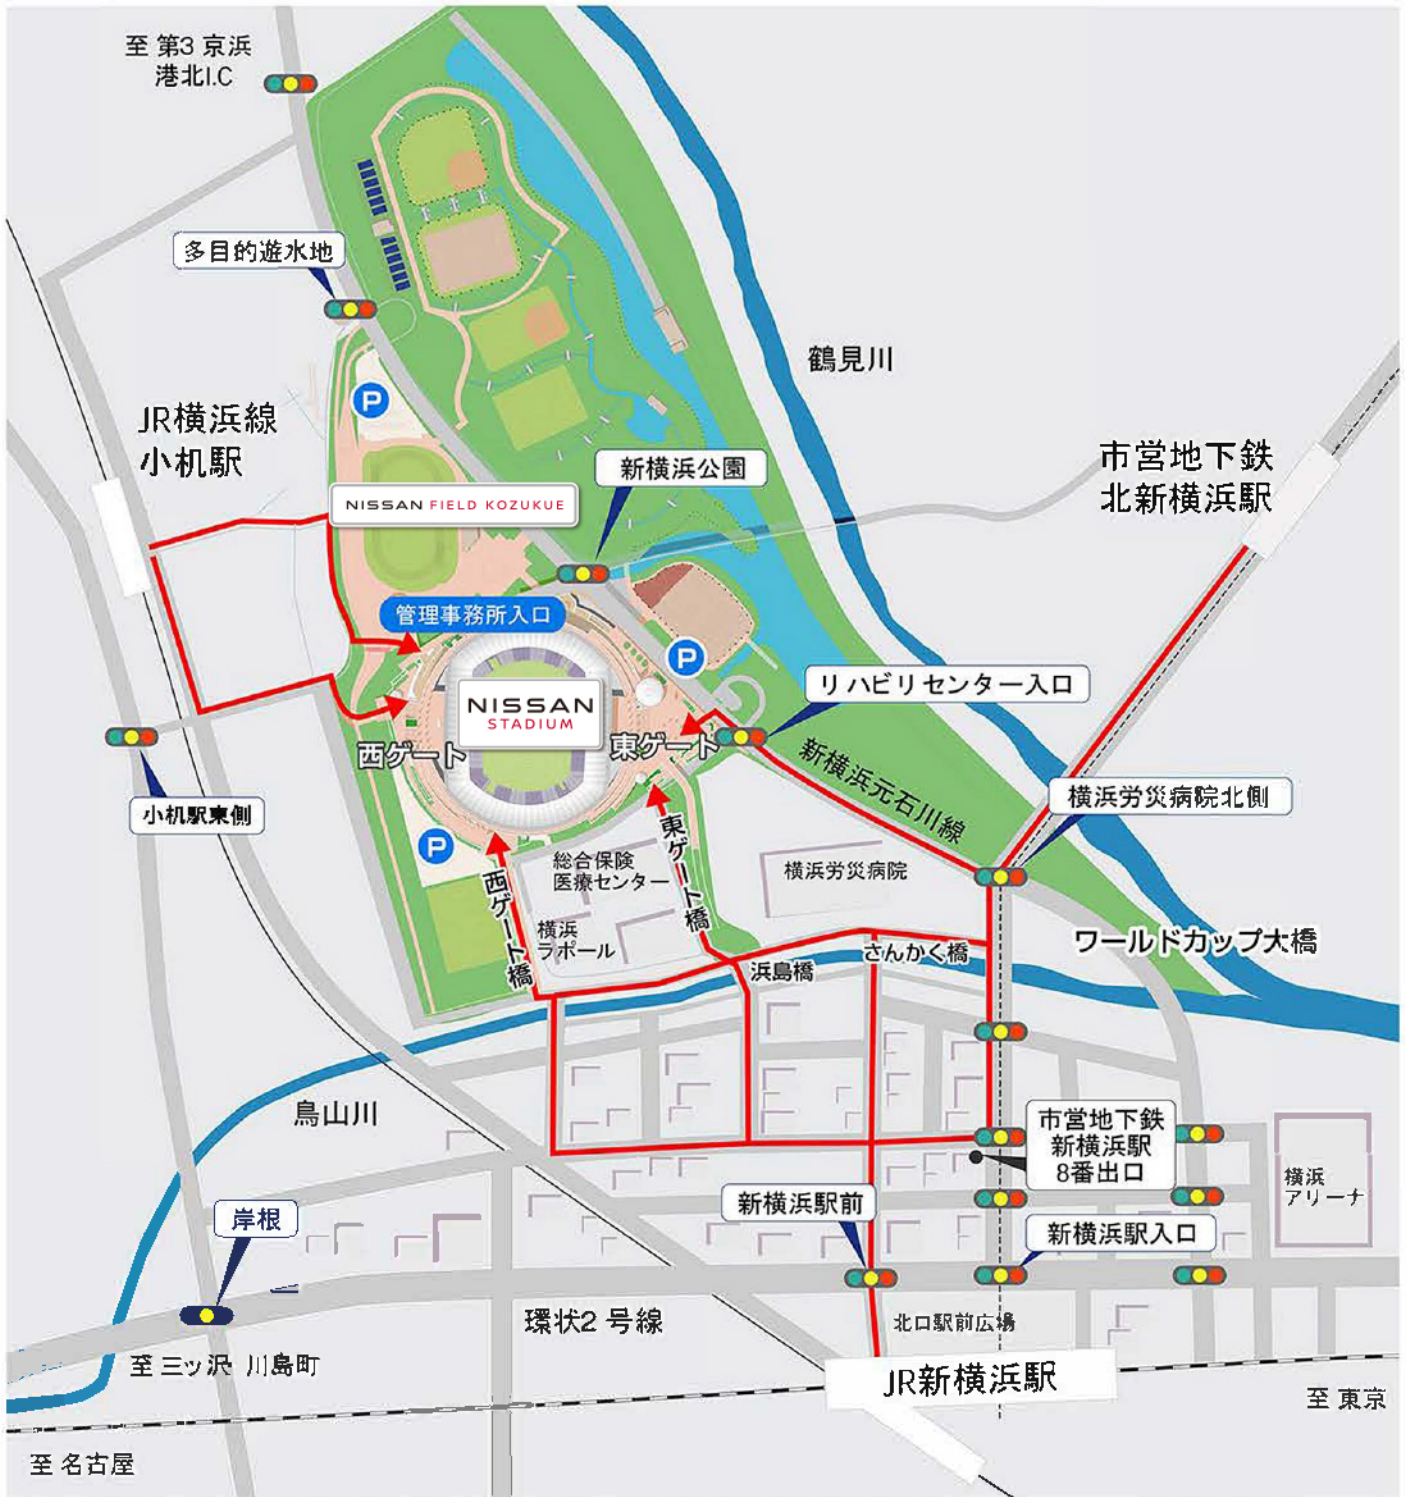 至 第3 京浜
港北I.C
多目的遊水地
鶴見川
P
JR横浜線
小机駅
新横浜公園
市営地下鉄
北新横浜駅
NISSAN FIELD KOZUKUE
管理事務所入口
P
リハビリセンター入口
NISSAN
STADIUM
西ゲート
東ゲート
新横浜元石川線
小机駅東側
横浜労災病院北側
P
東ゲート橋
総合保険
医療センター
横浜労災病院
西ゲート橋
横浜
ラポール
さんかく橋
ワールドカップ大橋
浜島橋
鳥山川
市営地下鉄
新横浜駅
8番出口
横浜
アリーナ
新横浜駅前
岸根
新横浜駅入口
環状2 号線
北口駅前広場
至 三ッ沢 川島町
JR新横浜駅
至 東京
至 名古屋